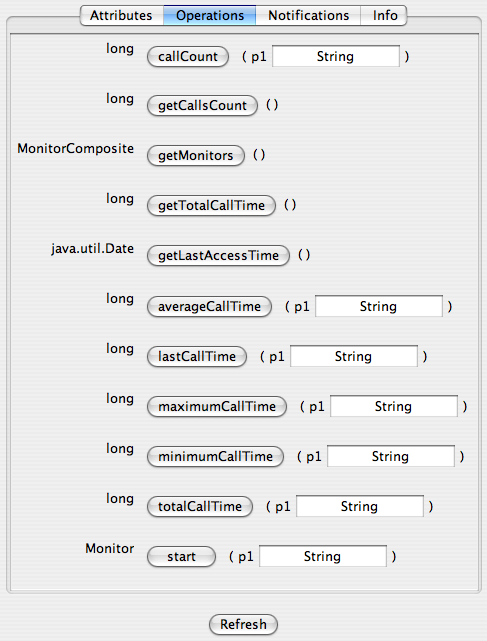 Attributes Operations Notifications Info
long callCount ( p1 String )
long getCallsCount ()
MonitorComposite getMonitors ()
long getTotalCallTime ()
java.util.Date getLastAccessTime ()
long averageCallTime ( p1 String )
long lastCallTime ( p1 String )
long maximumCallTime ( p1 String )
long minimumCallTime ( p1 String )
long totalCallTime ( p1 String )
Monitor start ( p1 String )
Refresh